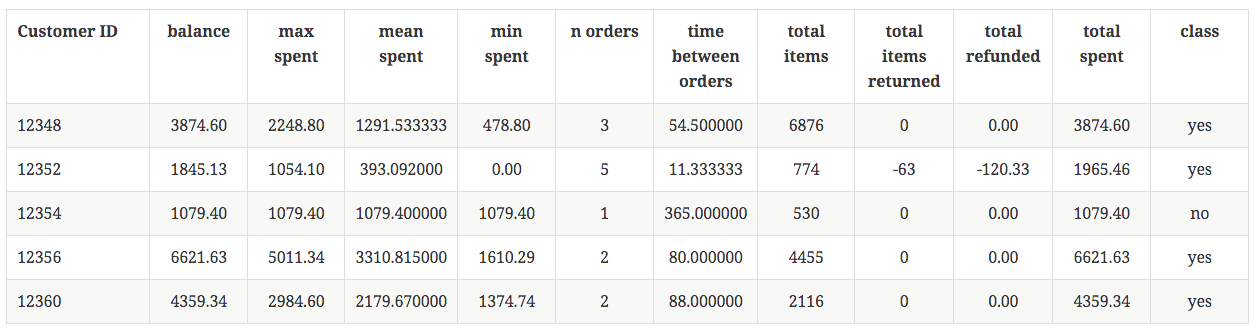 Customer ID balance max spent mean spent min spent n orders time between orders total items total items returned total refunded total spent class
12348 3874.60 2248.80 1291.533333 478.80 3 54.500000 6876 0 0.00 3874.60 yes
12352 1845.13 1054.10 393.092000 0.00 5 11.333333 774 -63 -120.33 1965.46 yes
12354 1079.40 1079.40 1079.400000 1079.40 1 365.000000 530 0 0.00 1079.40 no
12356 6621.63 5011.34 3310.815000 1610.29 2 80.000000 4455 0 0.00 6621.63 yes
12360 4359.34 2984.60 2179.670000 1374.74 2 88.000000 2116 0 0.00 4359.34 yes